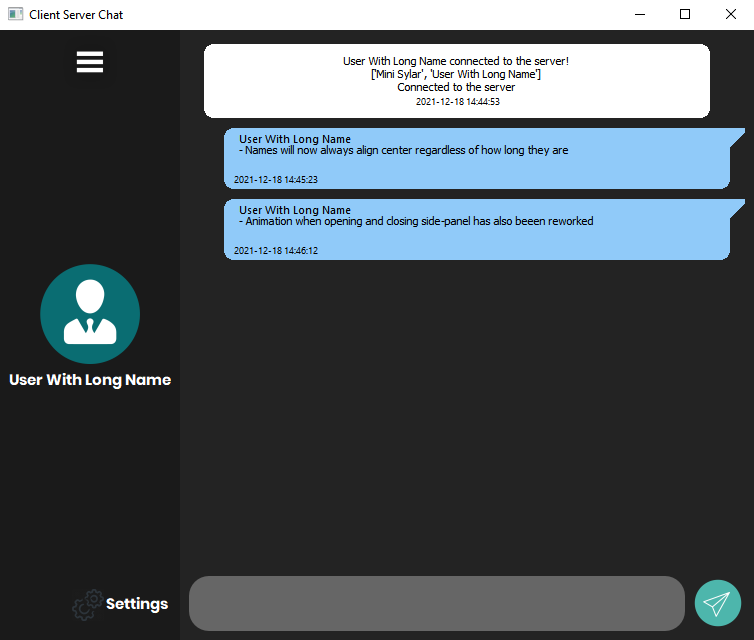 Client Server Chat
User With Long Name connected to the server!
['Mini Sylar', 'User With Long Name']
Connected to the server
2021-12-18 14:44:53
User With Long Name
- Names will now always align center regardless of how long they are
2021-12-18 14:45:23
User With Long Name
- Animation when opening and closing side-panel has also beeen reworked
2021-12-18 14:46:12
User With Long Name
Settings